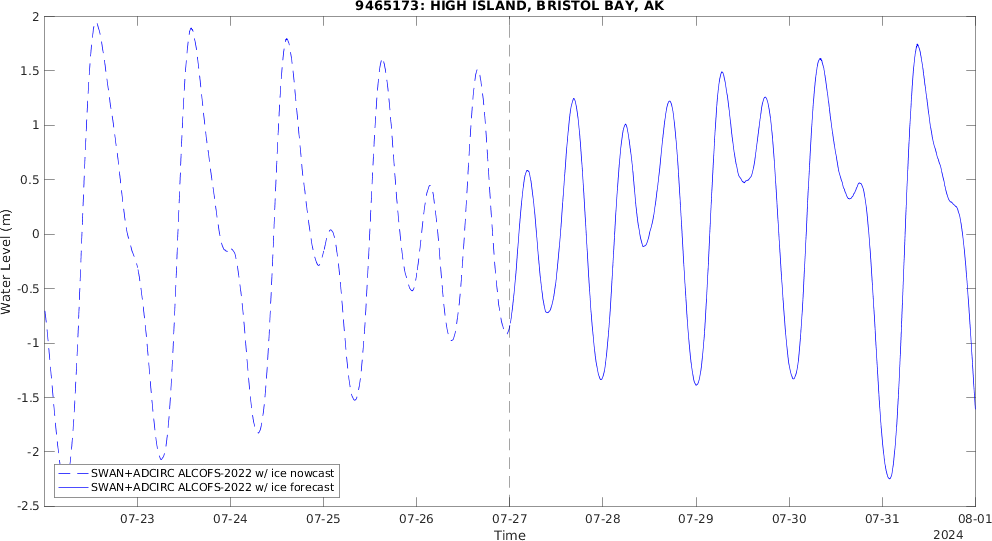 9465173: HIGH ISLAND, BRISTOL BAY, AK
2
1.5
1
0.5
0
-0.5
-1
-1.5
-2
-2.5
Water Level (m)
SWAN+ADCIRC ALCOFS-2022 w/ ice nowcast
SWAN+ADCIRC ALCOFS-2022 w/ ice forecast
07-23 07-24 07-25 07-26 07-27 07-28 07-29 07-30 07-31 08-01
Time
2024